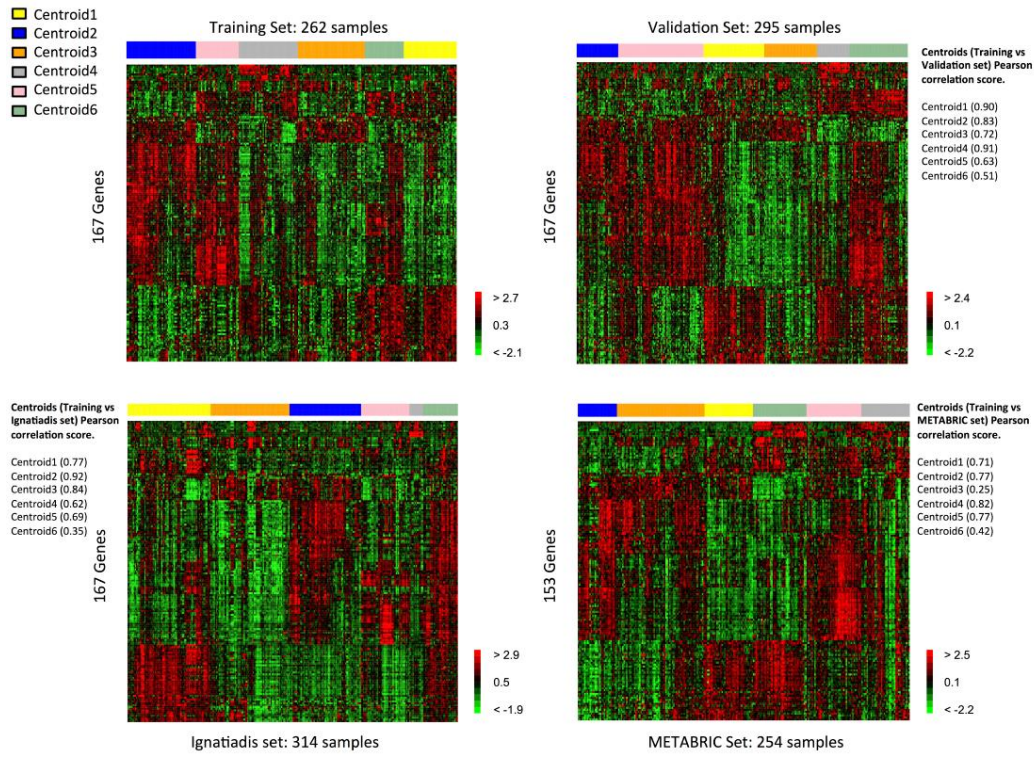 Centroid1
Centroid2
Centroid3
Centroid4
Centroid5
Centroid6
Training Set: 262 samples
167 Genes
> 2.7
0.3
< -2.1
Validation Set: 295 samples
167 Genes
> 2.4
0.1
< -2.2
Centroids (Training vs
Validation set) Pearson
correlation score.
Centroid1 (0.90)
Centroid2 (0.83)
Centroid3 (0.72)
Centroid4 (0.91)
Centroid5 (0.63)
Centroid6 (0.51)
Centroids (Training vs
Ignatiadis set) Pearson
correlation score.
Centroid1 (0.77)
Centroid2 (0.92)
Centroid3 (0.84)
Centroid4 (0.62)
Centroid5 (0.69)
Centroid6 (0.35)
167 Genes
> 2.9
0.5
< -1.9
Ignatiadis set: 314 samples
153 Genes
> 2.5
0.1
< -2.2
METABRIC Set: 254 samples
Centroids (Training vs
METABRIC set) Pearson
correlation score.
Centroid1 (0.71)
Centroid2 (0.77)
Centroid3 (0.25)
Centroid4 (0.82)
Centroid5 (0.77)
Centroid6 (0.42)